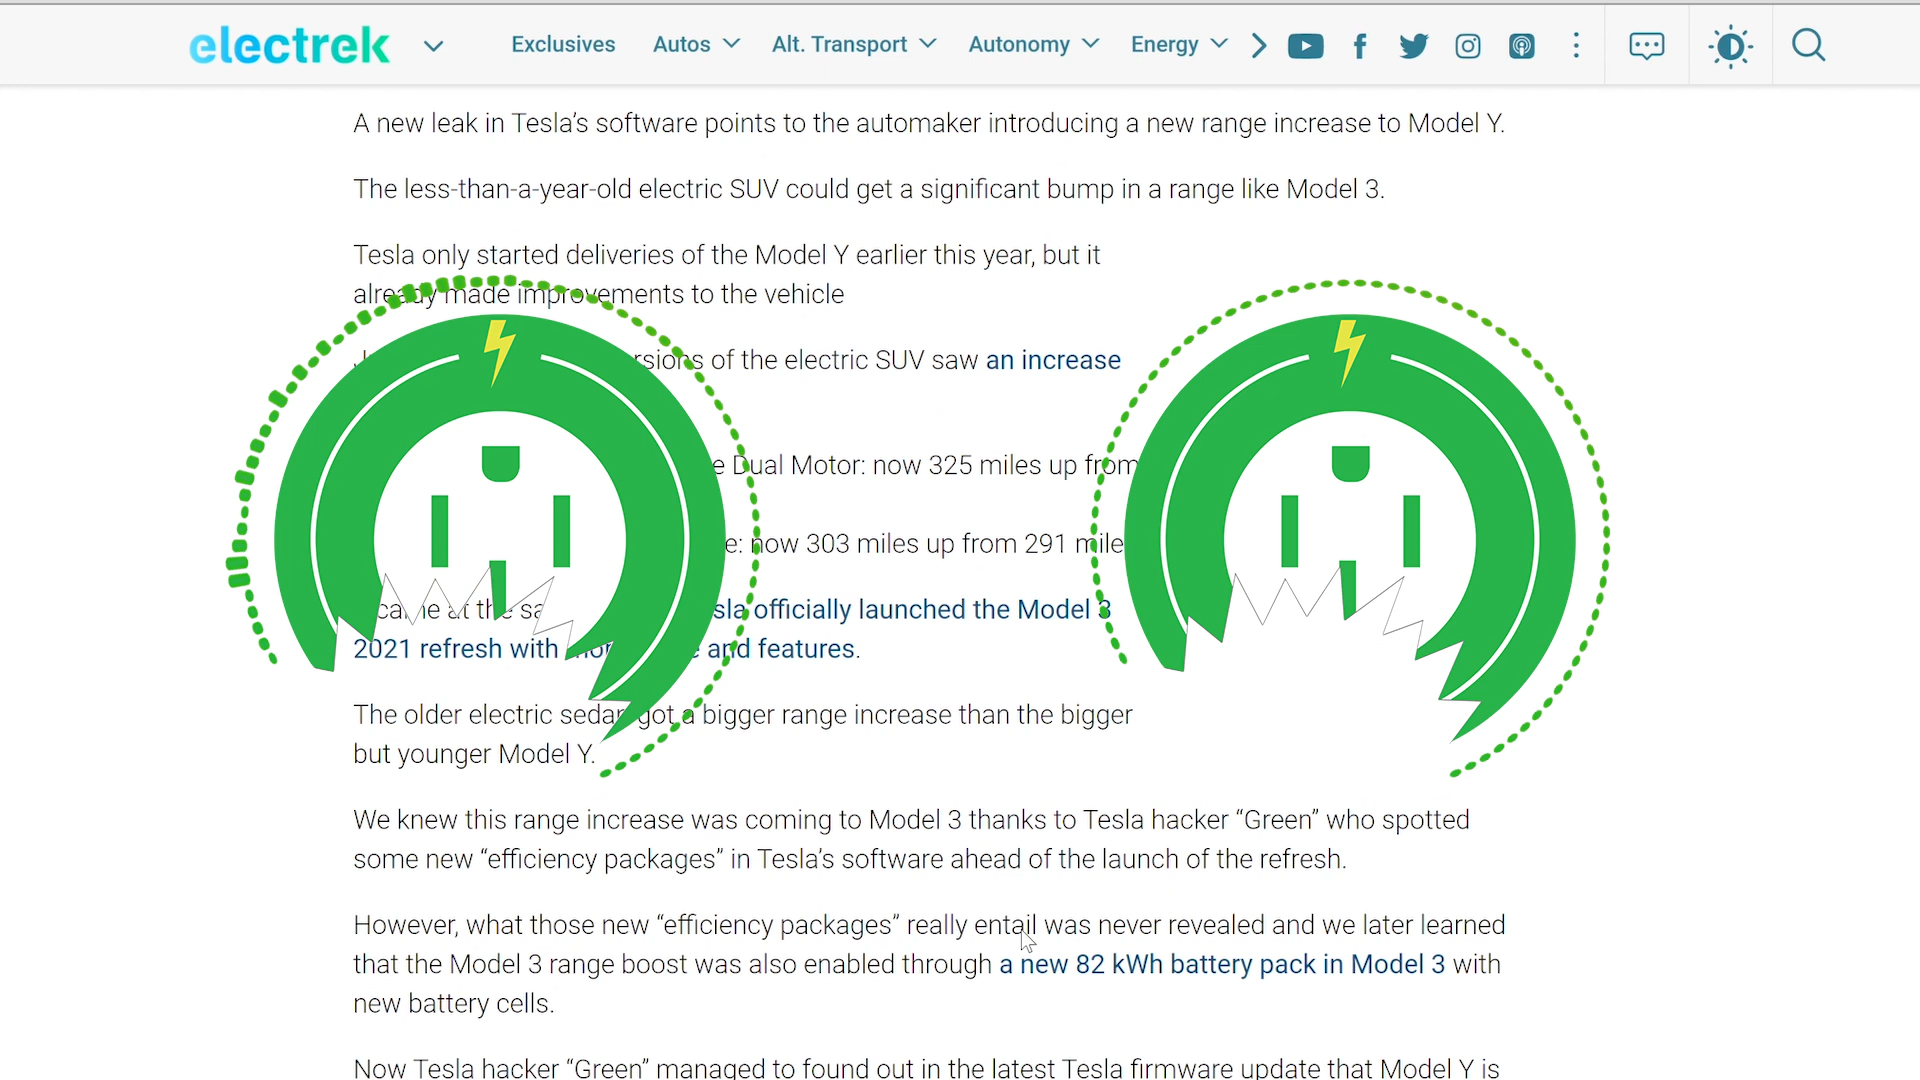 electrek
Exclusives Autos Alt. Transport Autonomy Energy
A new leak in Tesla’s software points to the automaker introducing a new range increase to Model Y.
The less-than-a-year-old electric SUV could get a significant bump in a range like Model 3.
Tesla only started deliveries of the Model Y earlier this year, but it
already made improvements to the vehicle
of the electric SUV saw an increase
Dual Motor: now 325 miles up from
now 303 miles up from 291
came at the officially launched the Model 3
2021 refresh with and features.
The older electric sedan got a bigger range increase than the bigger
but younger Model Y.
We knew this range increase was coming to Model 3 thanks to Tesla hacker “Green” who spotted
some new “efficiency packages” in Tesla’s software ahead of the launch of the refresh.
However, what those new “efficiency packages” really entail was never revealed and we later learned
that the Model 3 range boost was also enabled through a new 82 kWh battery pack in Model 3 with
new battery cells.
Now Tesla hacker “Green” managed to found out in the latest Tesla firmware update that Model Y is